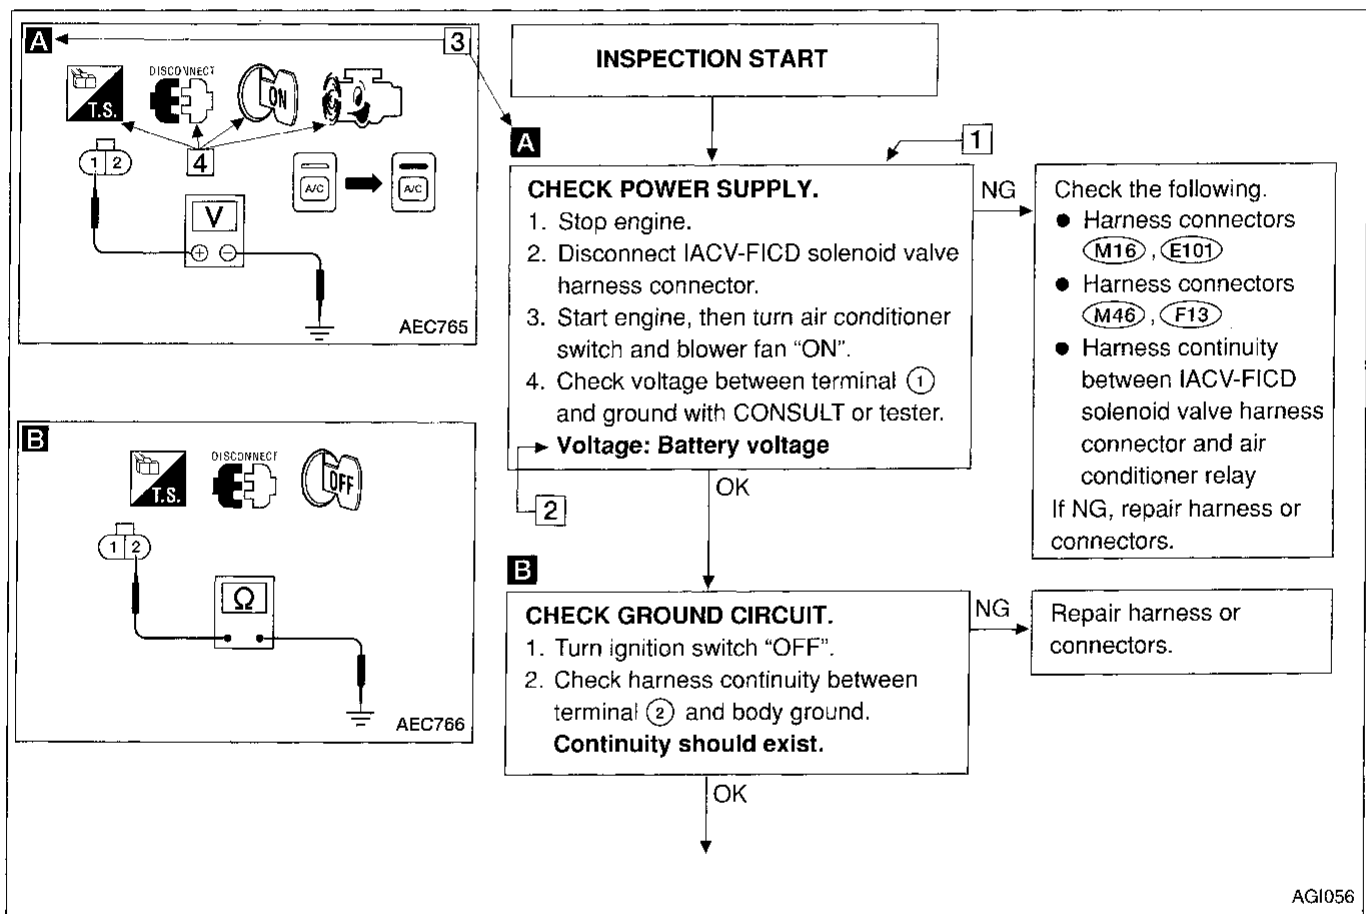 A
3
T.S.
DISCONNECT
ON
1 2
4
A/C
A/C
V
+ −
AEC765
B
T.S.
DISCONNECT
OFF
1 2
Ω
AEC766
INSPECTION START
A
1
CHECK POWER SUPPLY.
1. Stop engine.
2. Disconnect IACV-FICD solenoid valve
harness connector.
3. Start engine, then turn air conditioner
switch and blower fan “ON”.
4. Check voltage between terminal ①
and ground with CONSULT or tester.
Voltage: Battery voltage
2
NG
Check the following.
● Harness connectors
M16, E101
● Harness connectors
M46, F13
● Harness continuity
between IACV-FICD
solenoid valve harness
connector and air
conditioner relay
If NG, repair harness or
connectors.
OK
B
CHECK GROUND CIRCUIT.
1. Turn ignition switch “OFF”.
2. Check harness continuity between
terminal ② and body ground.
Continuity should exist.
NG
Repair harness or
connectors.
OK
AGI056